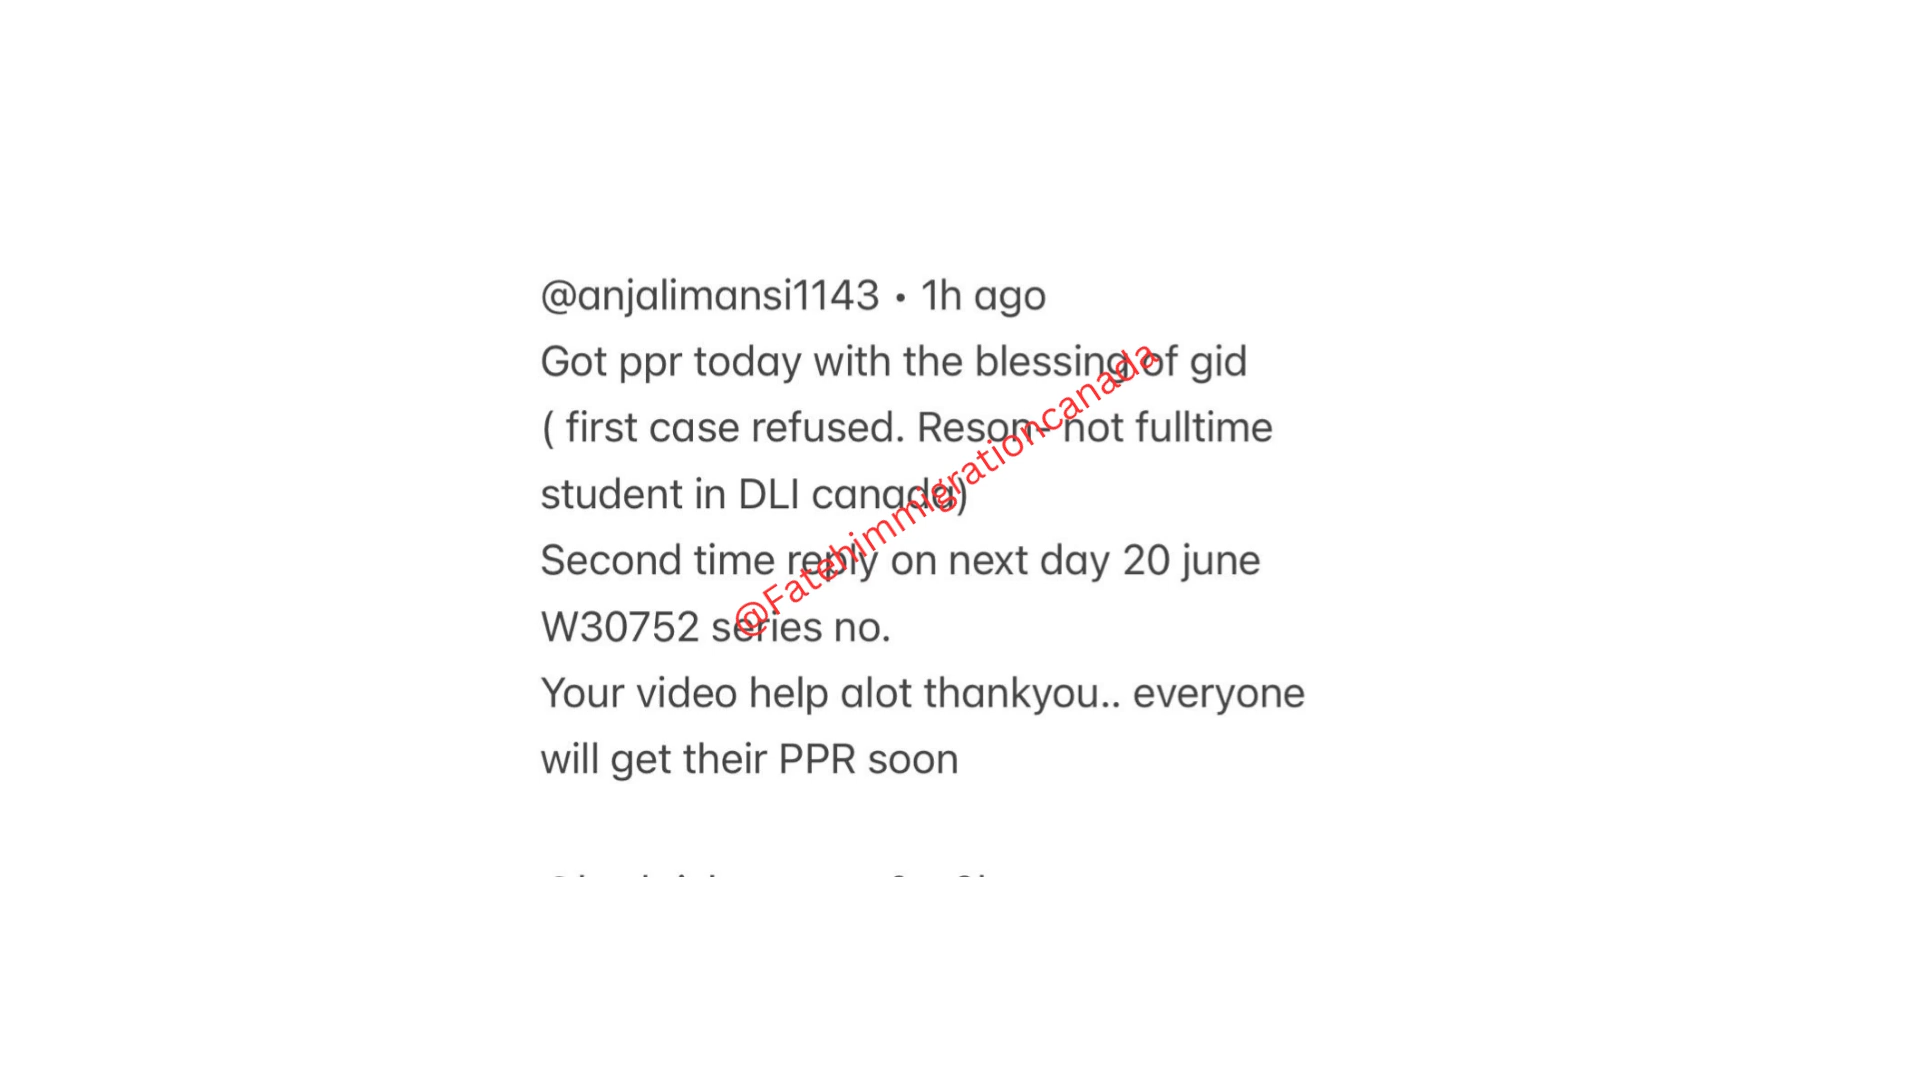 @anjalimansi1143 • 1h ago
Got ppr today with the blessing of gid
( first case refused. Reson- not fulltime
student in DLI canada)
Second time reply on next day 20 june
W30752 series no.
Your video help alot thankyou.. everyone
will get their PPR soon
@Fatehimmigrationcanada